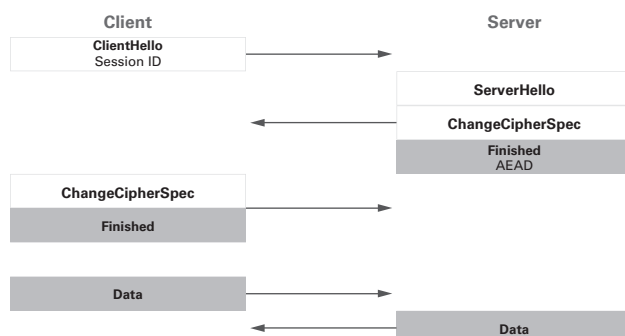 Client
Server
ClientHello
Session ID
ServerHello
ChangeCipherSpec
Finished
AEAD
ChangeCipherSpec
Finished
Data
Data